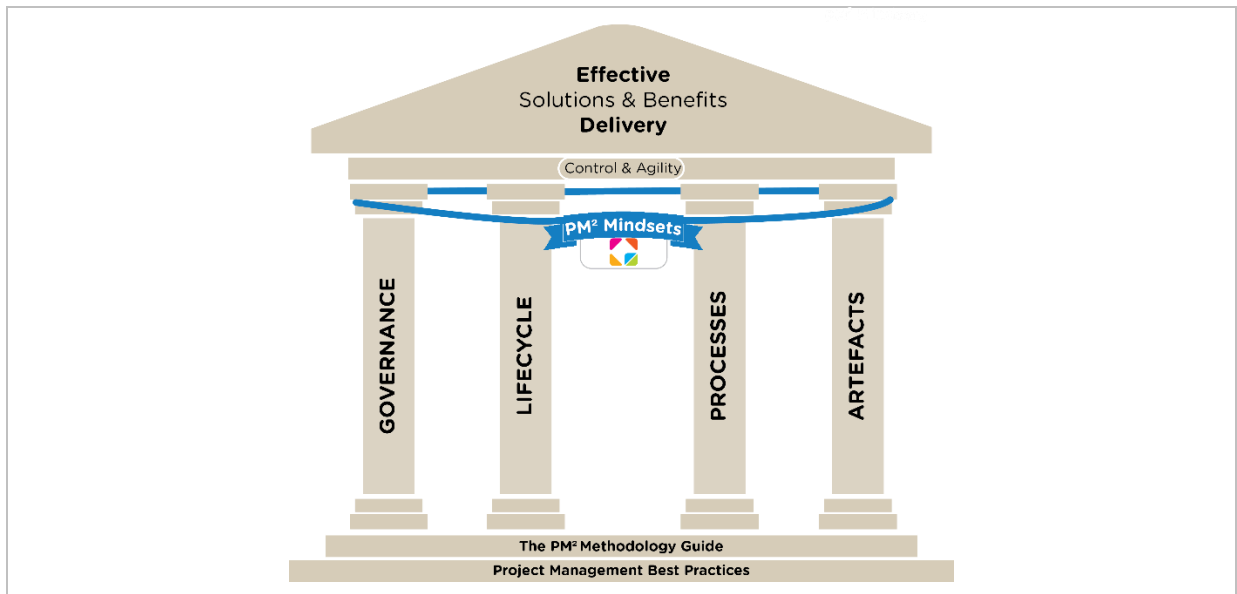 Effective
Solutions & Benefits
Delivery
Control & Agility
PM² Mindsets
GOVERNANCE
LIFECYCLE
PROCESSES
ARTEFACTS
The PM² Methodology Guide
Project Management Best Practices